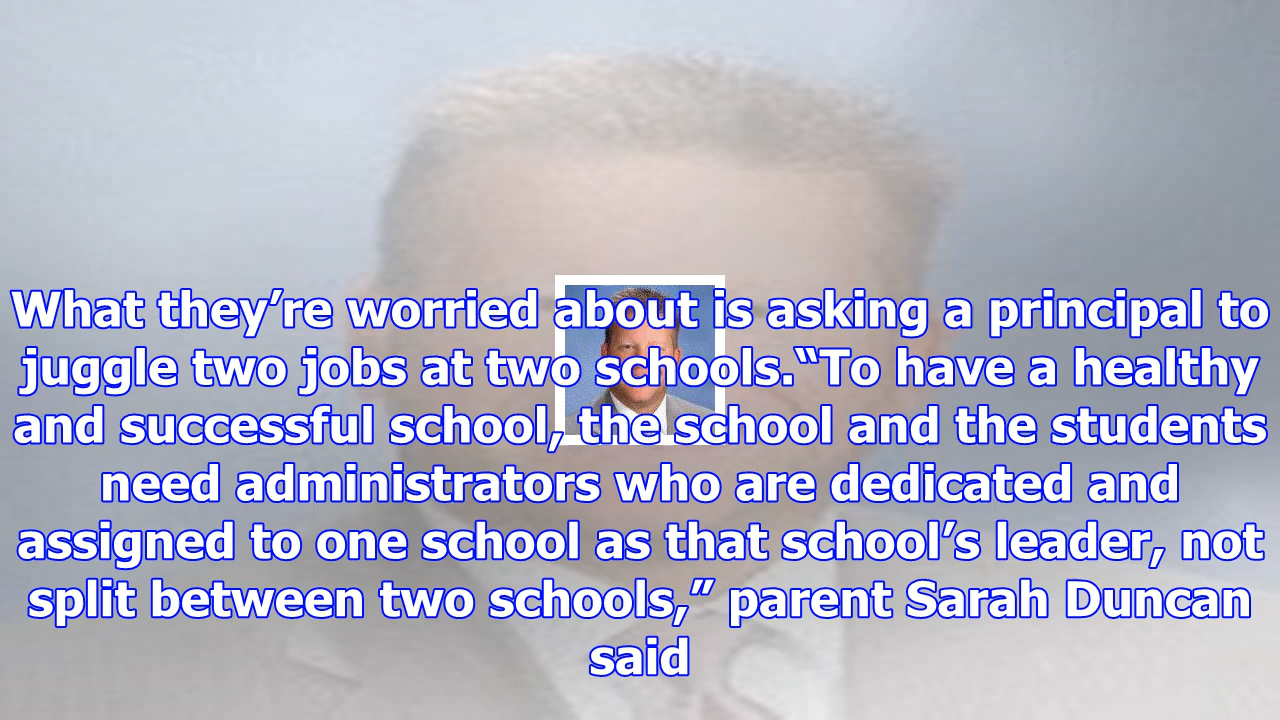 What they’re worried about is asking a principal to
juggle two jobs at two schools.“To have a healthy
and successful school, the school and the students
need administrators who are dedicated and
assigned to one school as that school’s leader, not
split between two schools,” parent Sarah Duncan
said